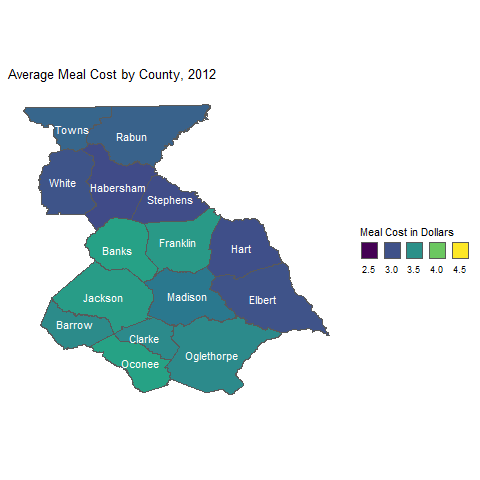 Average Meal Cost by County, 2012
Towns
Rabun
White
Habersham
Stephens
Banks
Franklin
Hart
Jackson
Madison
Elbert
Barrow
Clarke
Oconee
Oglethorpe
Meal Cost in Dollars
2.5 3.0 3.5 4.0 4.5